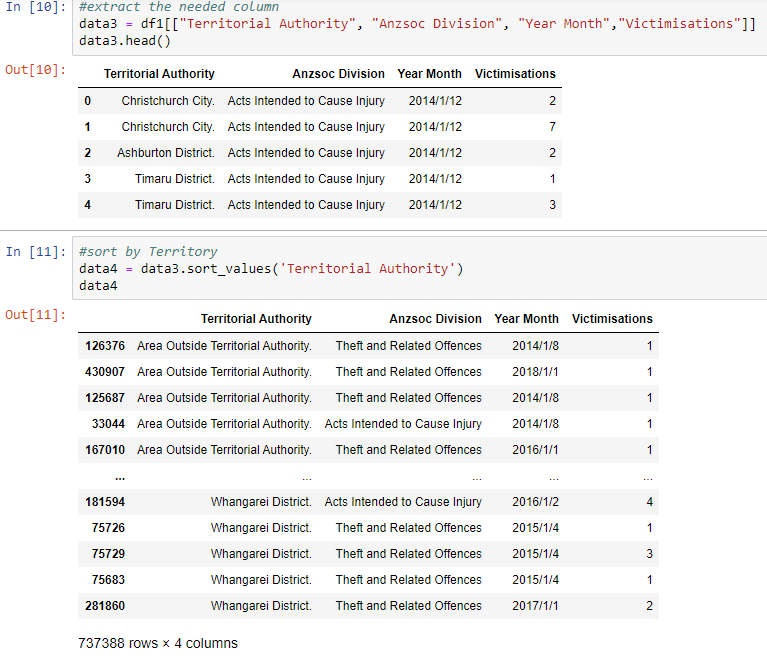 In [10]: #extract the needed column
data3 = df1[["Territorial Authority", "Anzsoc Division", "Year Month","Victimisations"]]
data3.head()
Out[10]:
Territorial Authority Anzsoc Division Year Month Victimisations
0 Christchurch City. Acts Intended to Cause Injury 2014/1/12 2
1 Christchurch City. Acts Intended to Cause Injury 2014/1/12 7
2 Ashburton District. Acts Intended to Cause Injury 2014/1/12 2
3 Timaru District. Acts Intended to Cause Injury 2014/1/12 1
4 Timaru District. Acts Intended to Cause Injury 2014/1/12 3
In [11]: #sort by Territory
data4 = data3.sort_values('Territorial Authority')
data4
Out[11]:
Territorial Authority Anzsoc Division Year Month Victimisations
126376 Area Outside Territorial Authority. Theft and Related Offences 2014/1/8 1
430907 Area Outside Territorial Authority. Theft and Related Offences 2018/1/1 1
125687 Area Outside Territorial Authority. Theft and Related Offences 2014/1/8 1
33044 Area Outside Territorial Authority. Acts Intended to Cause Injury 2014/1/8 1
167010 Area Outside Territorial Authority. Theft and Related Offences 2016/1/1 1
... ... ... ... ...
181594 Whangarei District. Acts Intended to Cause Injury 2016/1/2 4
75726 Whangarei District. Theft and Related Offences 2015/1/4 1
75729 Whangarei District. Theft and Related Offences 2015/1/4 3
75683 Whangarei District. Theft and Related Offences 2015/1/4 1
281860 Whangarei District. Theft and Related Offences 2017/1/1 2
737388 rows × 4 columns